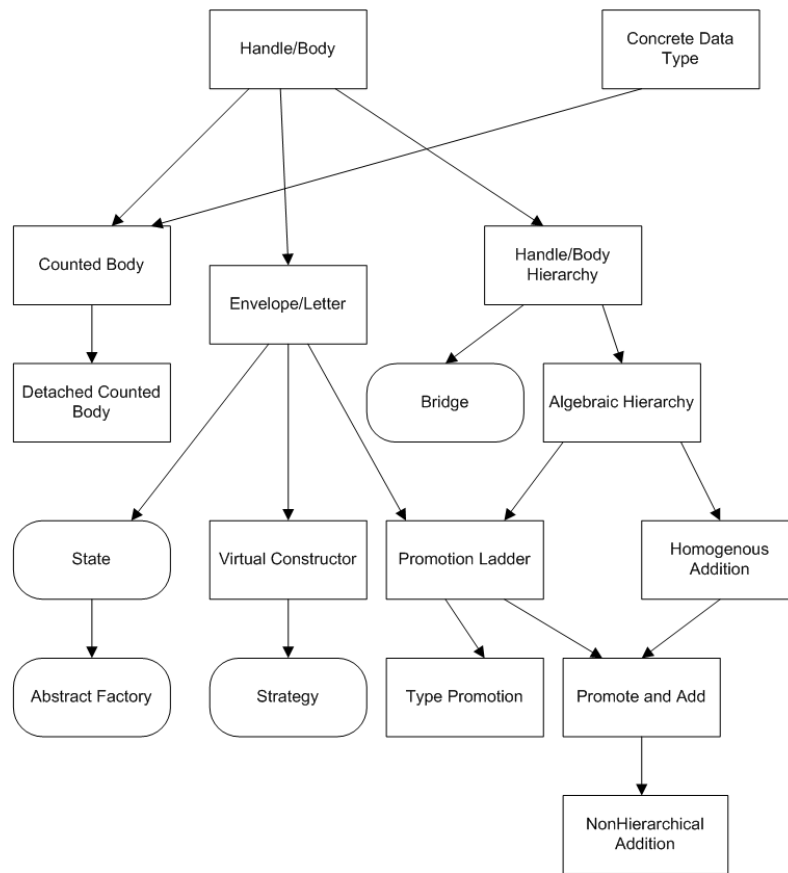 Handle/Body
Concrete Data
Type
Counted Body
Envelope/Letter
Handle/Body
Hierarchy
Detached Counted
Body
Bridge
Algebraic Hierarchy
State
Virtual Constructor
Promotion Ladder
Homogenous
Addition
Abstract Factory
Strategy
Type Promotion
Promote and Add
NonHierarchical
Addition